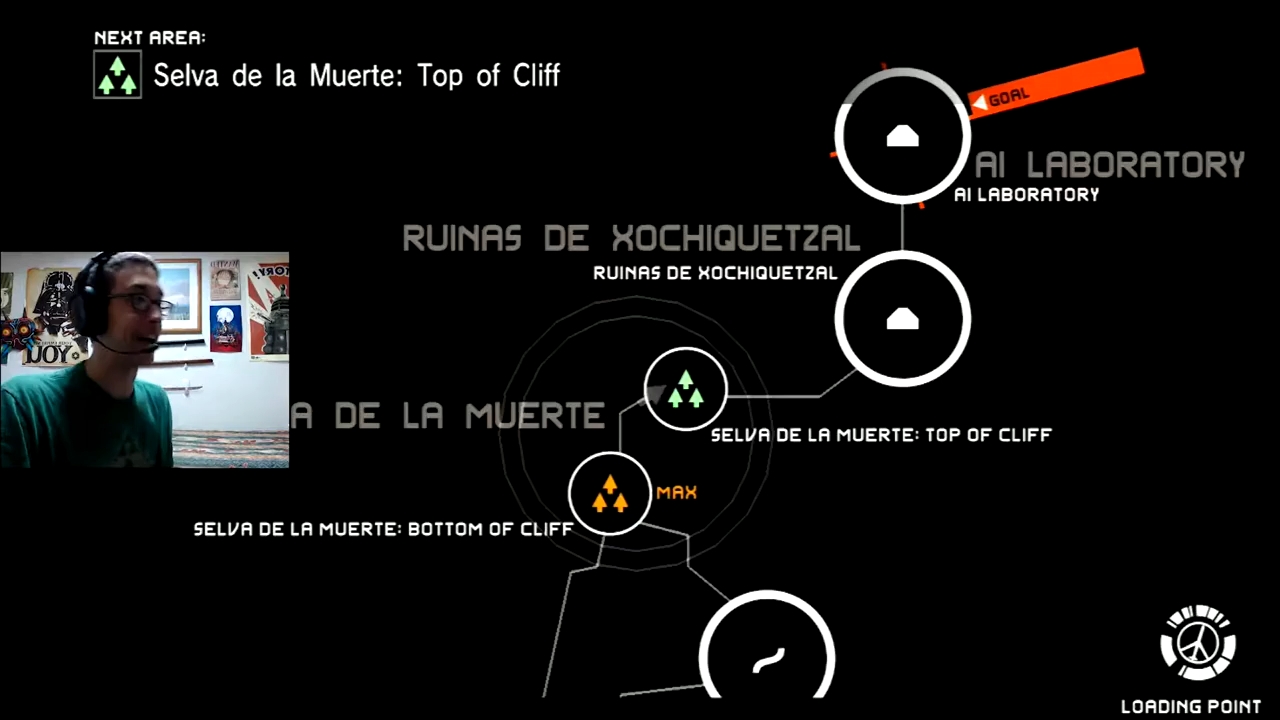 NEXT AREA:
Selva de la Muerte: Top of Cliff
GOAL
AI LABORATORY
AI LABORATORY
RUINAS DE XOCHIQUETZAL
RUINAS DE XOCHIQUETZAL
A DE LA MUERTE
SELVA DE LA MUERTE: TOP OF CLIFF
MAX
SELVA DE LA MUERTE: BOTTOM OF CLIFF
LOADING POINT